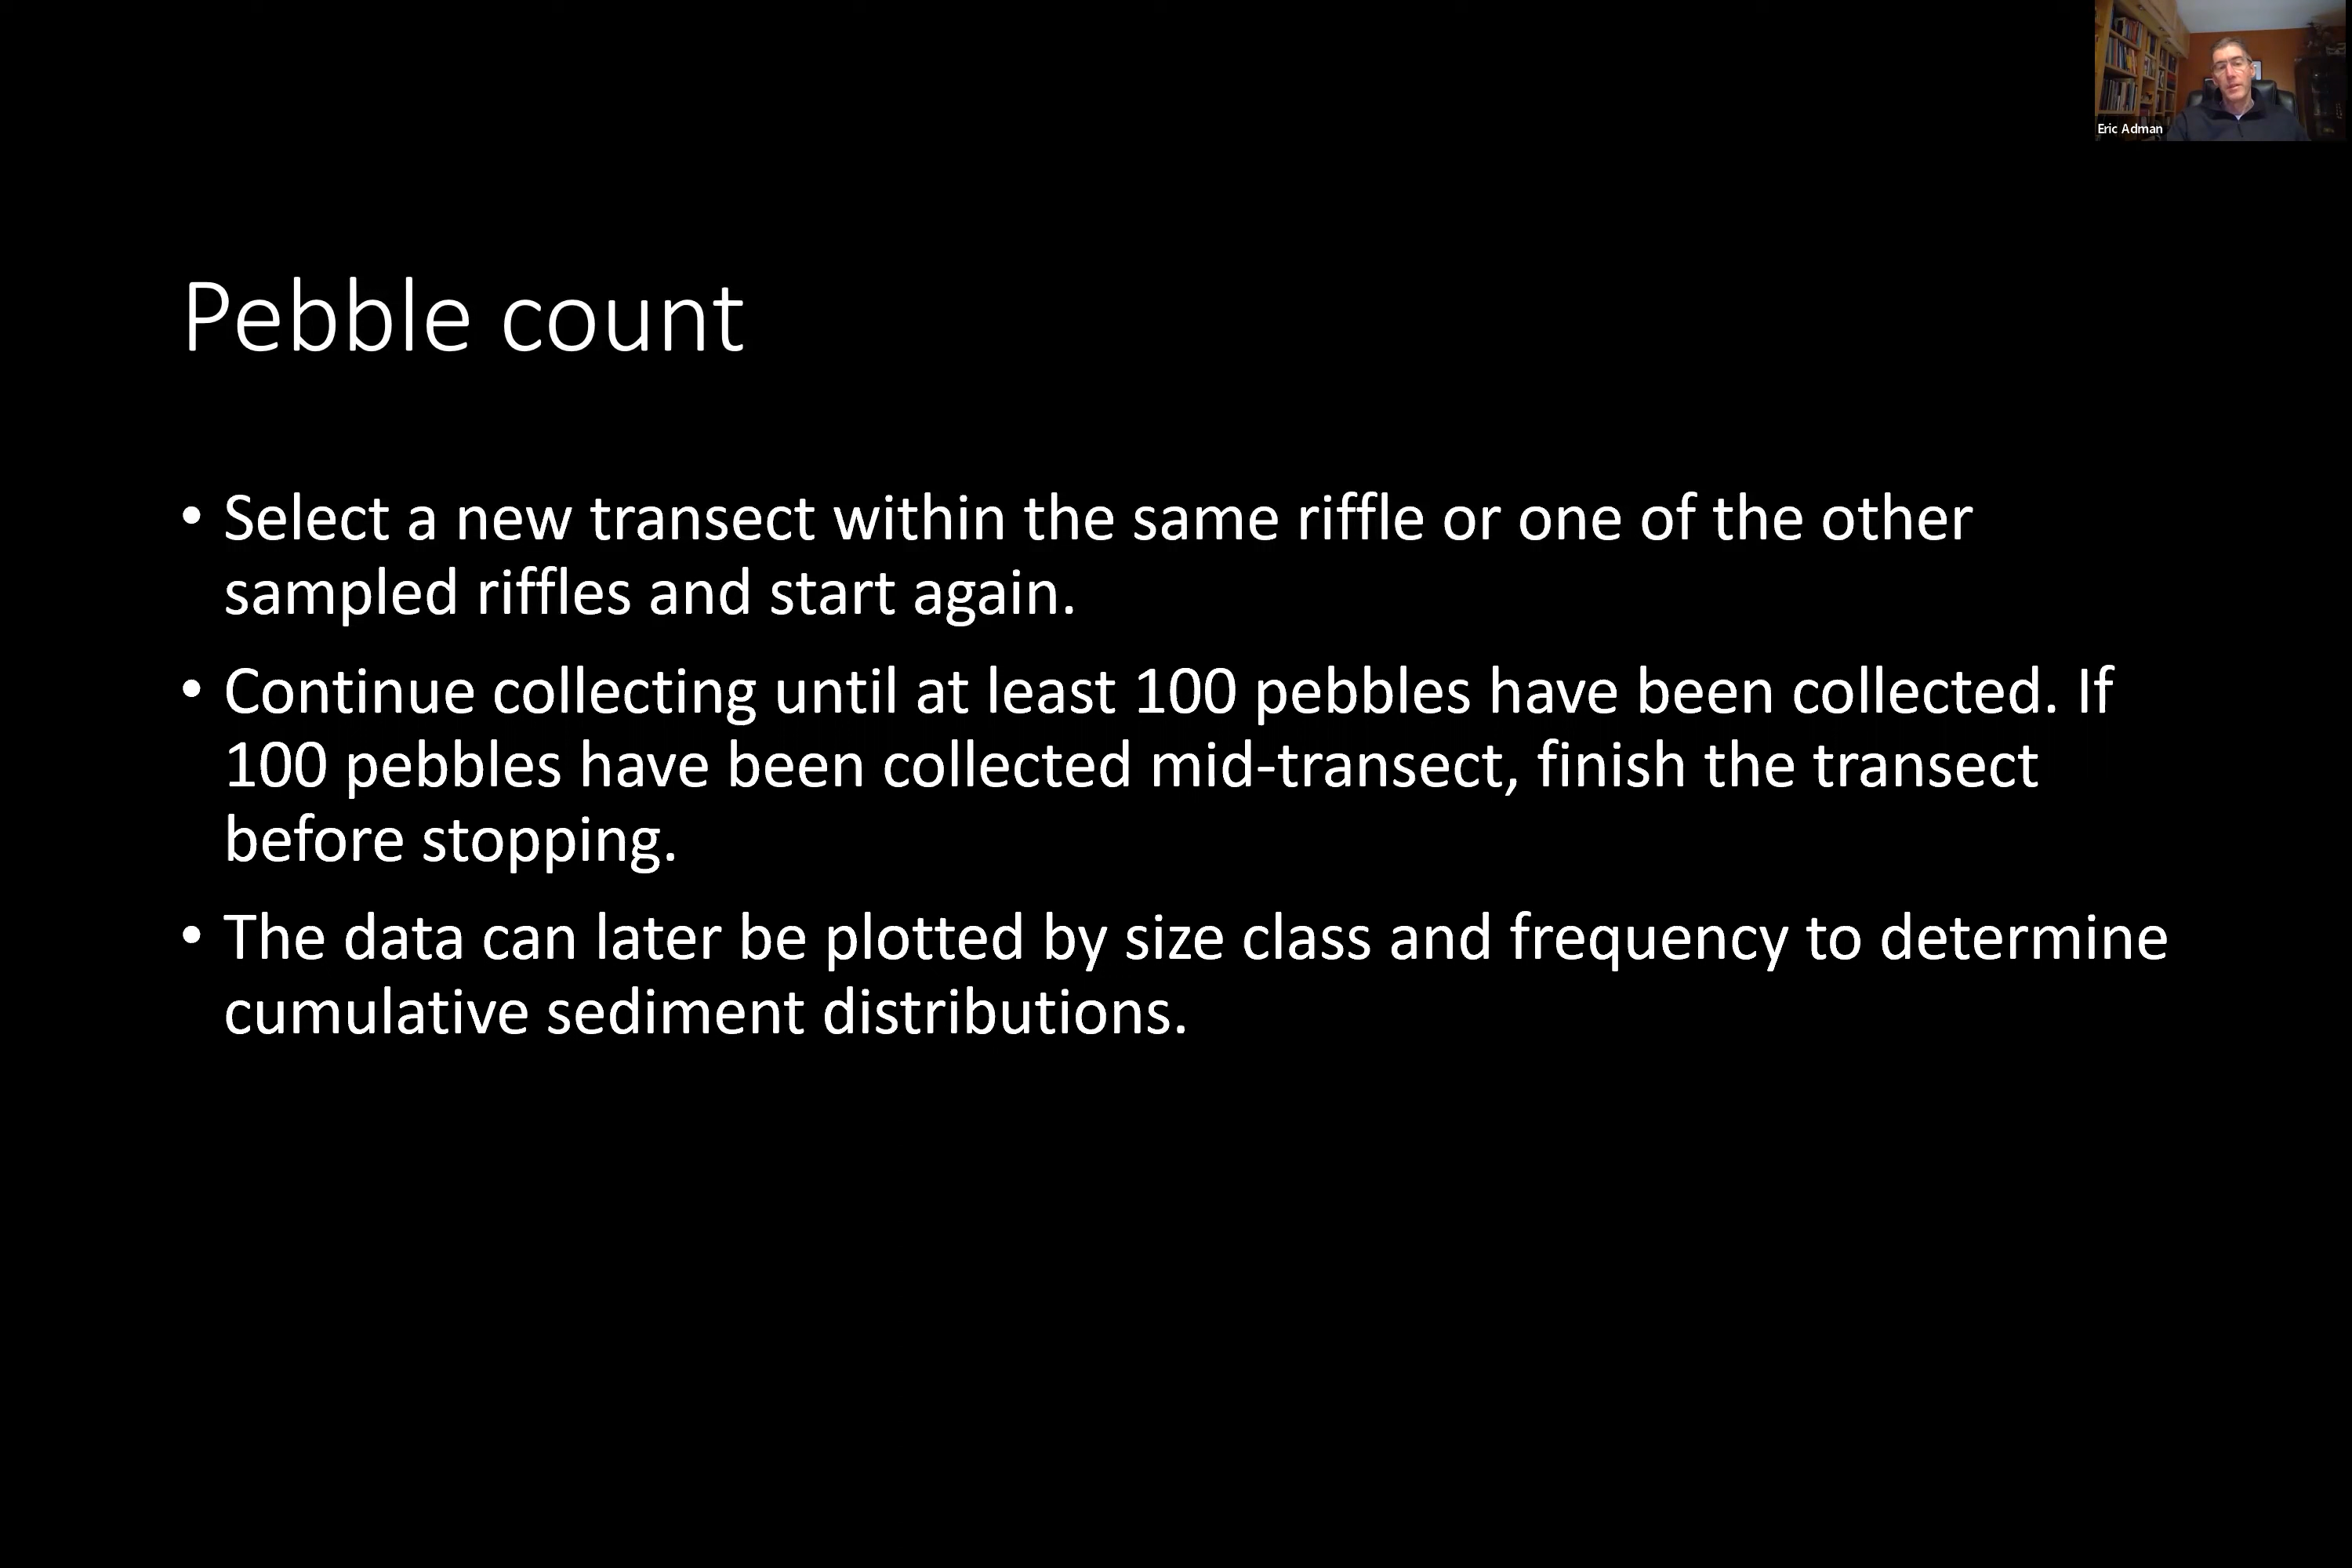 Eric Adman
Pebble count
• Select a new transect within the same riffle or one of the other
sampled riffles and start again.
• Continue collecting until at least 100 pebbles have been collected. If
100 pebbles have been collected mid-transect, finish the transect
before stopping.
• The data can later be plotted by size class and frequency to determine
cumulative sediment distributions.